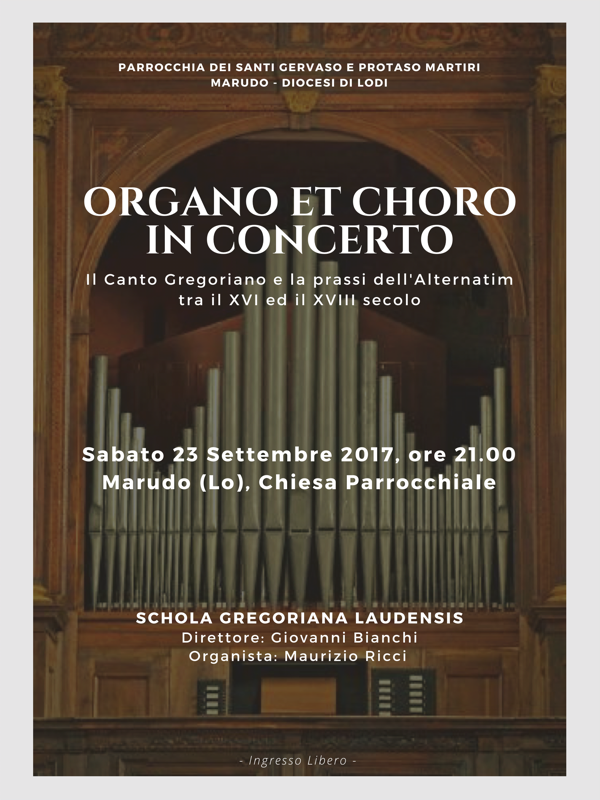 PARROCCHIA DEI SANTI GERVASO E PROTASO MARTIRI
MARUDO - DIOCESI DI LODI
ORGANO ET CHORO
IN CONCERTO
Il Canto Gregoriano e la prassi dell'Alternatim
tra il XVI ed il XVIII secolo
Sabato 23 Settembre 2017, ore 21.00
Marudo (Lo), Chiesa Parrocchiale
SCHOLA GREGORIANA LAUDENSIS
Direttore: Giovanni Bianchi
Organista: Maurizio Ricci
- Ingresso Libero -